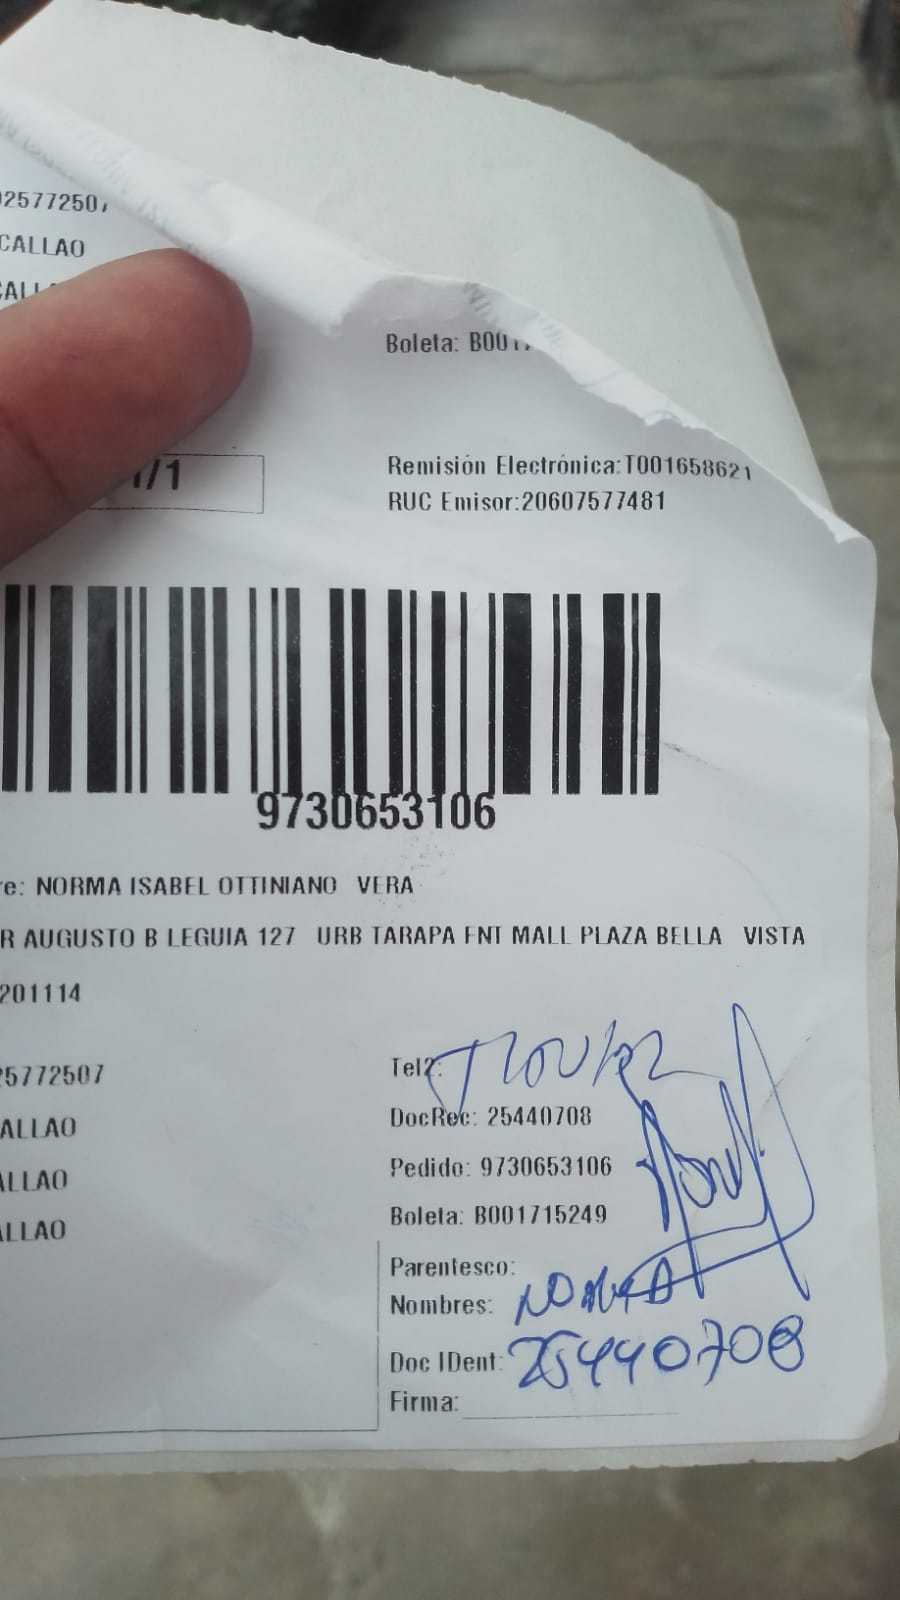 025772507
CALLAO
Boleta: B0017
1/1
Remisión Electrónica:T001658621
RUC Emisor:20607577481
9730653106
re: NORMA ISABEL OTTINIANO VERA
R AUGUSTO B LEGUIA 127 URB TARAPA FNT MALL PLAZA BELLA VISTA
201114
25772507
Tel2:
ALLAO
DocRec: 25440708
ALLAO
Pedido: 9730653106
ALLAO
Boleta: B001715249
Parentesco:
Nombres: NORMA
Doc IDent: 25440708
Firma: